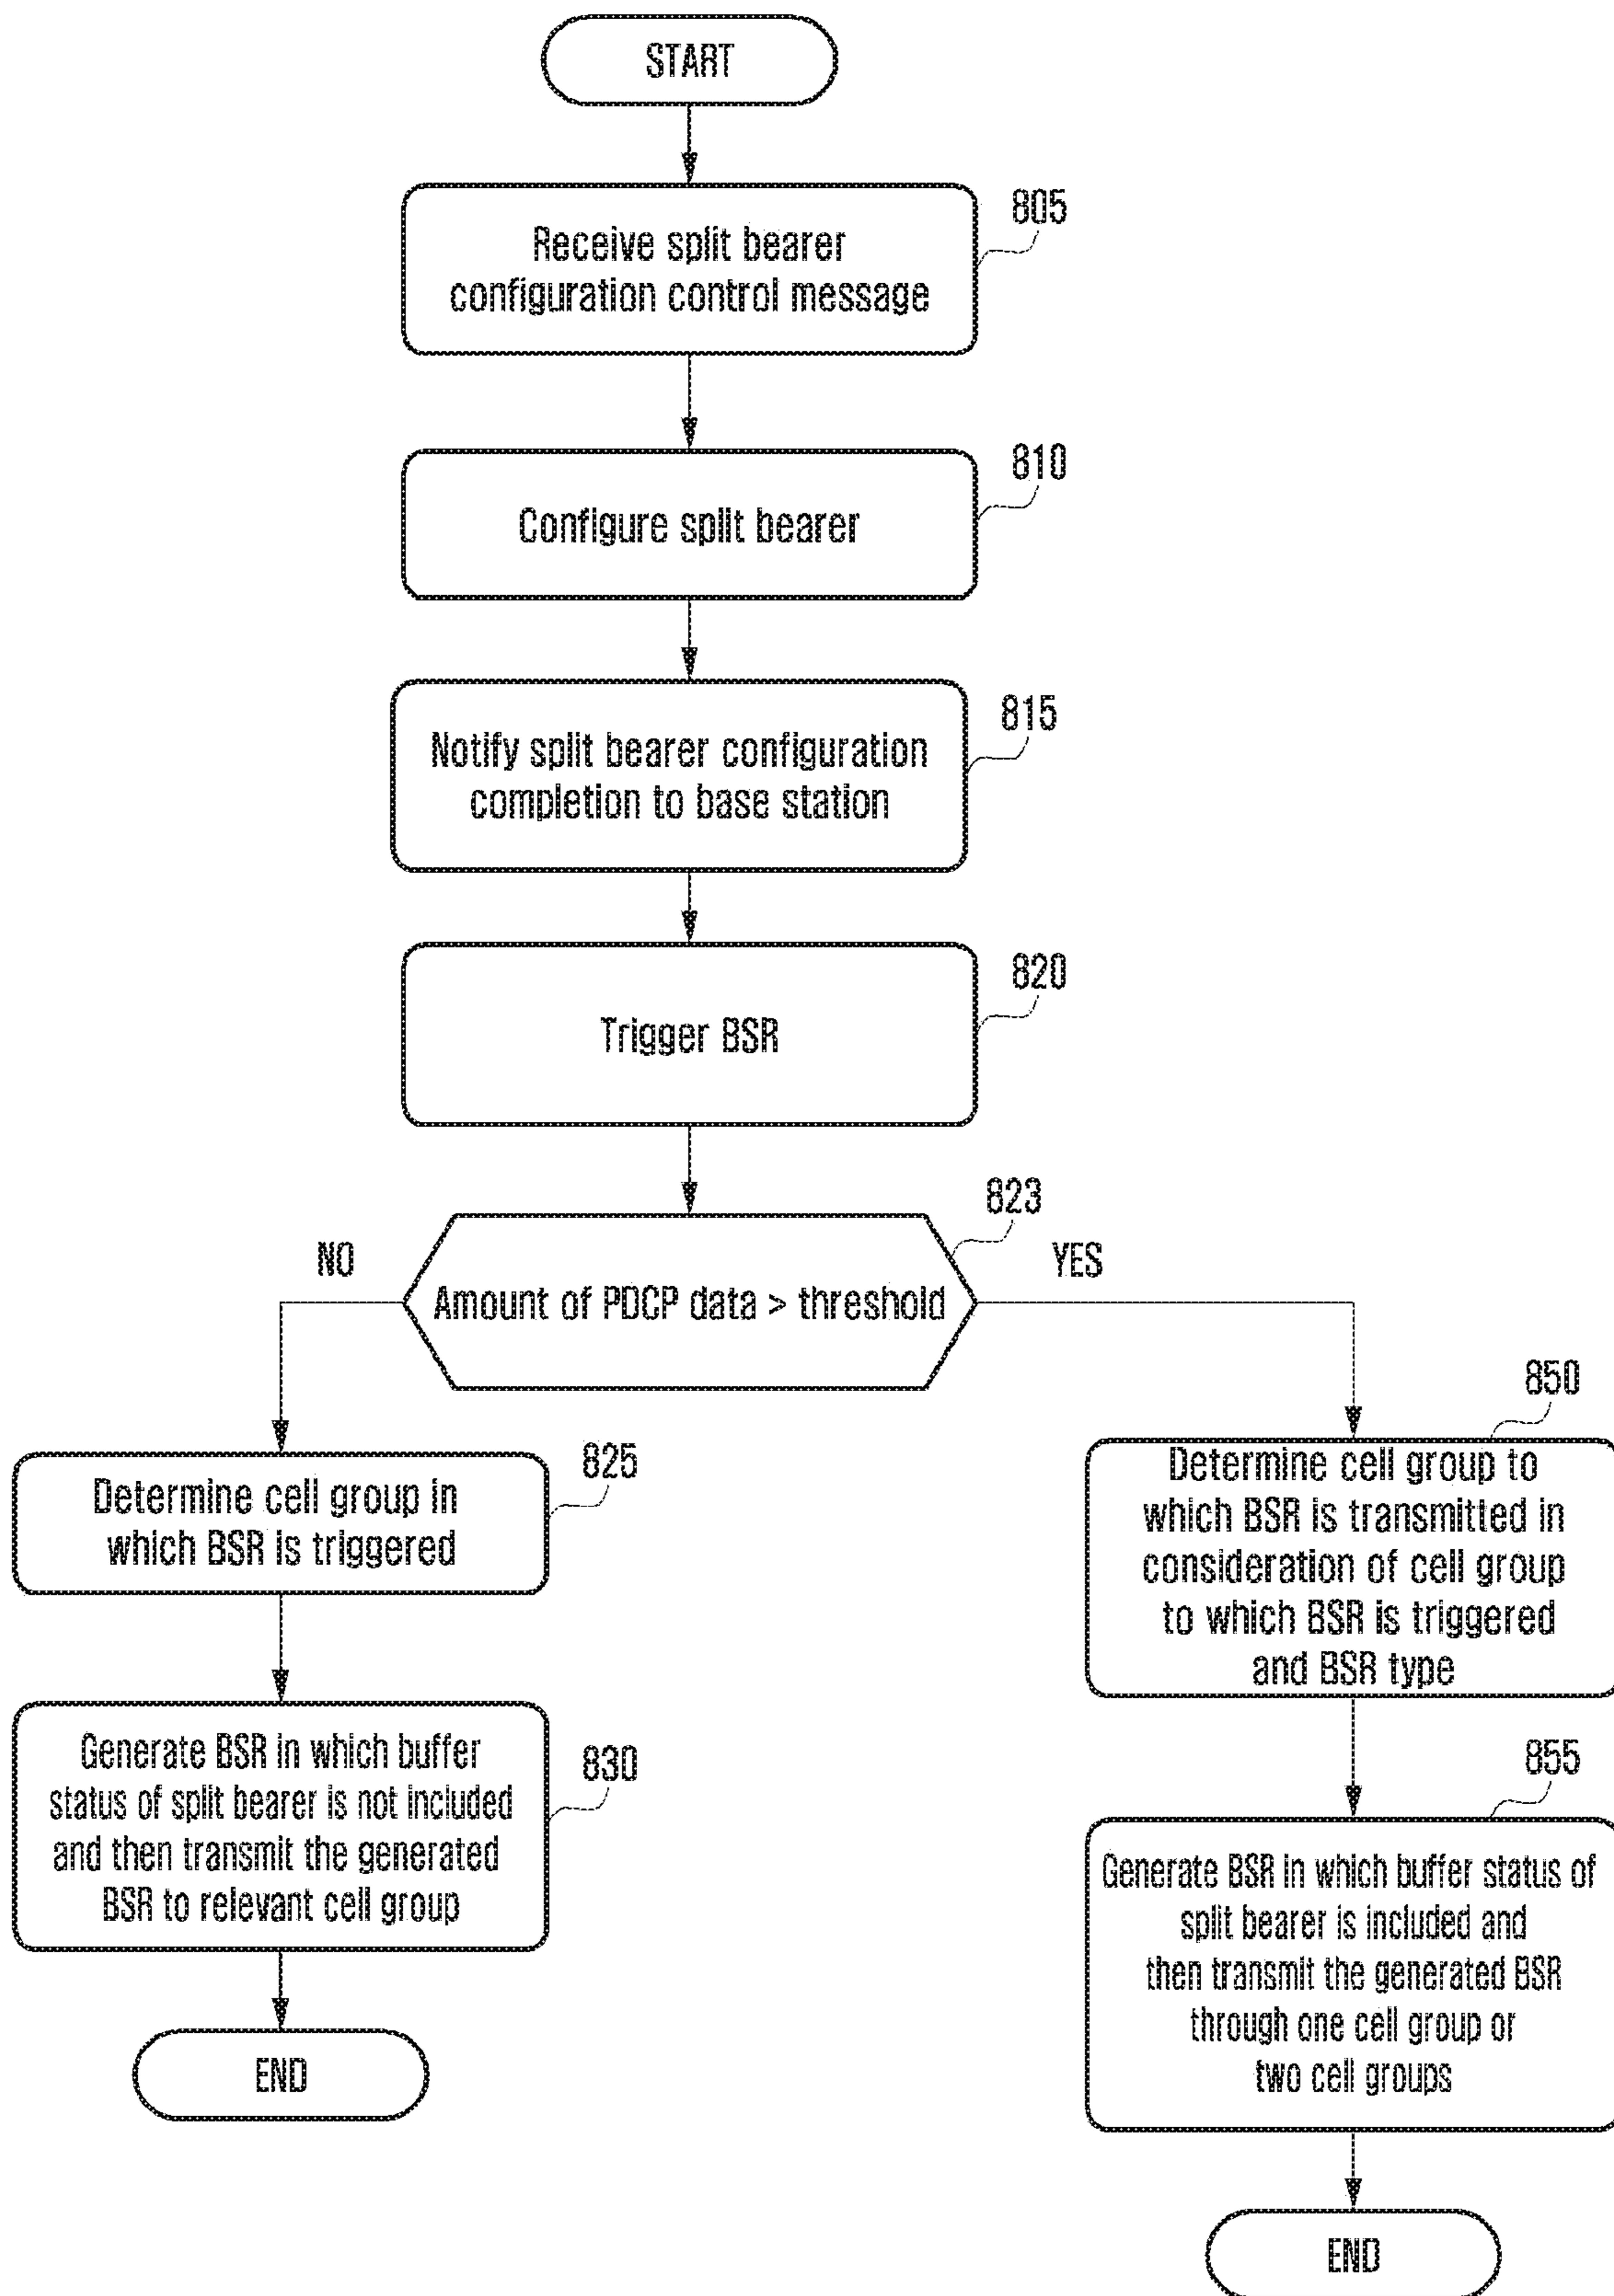 START
805
Receive split bearer
configuration control message
810
Configure split bearer
815
Notify split bearer configuration
completion to base station
820
Trigger BSR
823
NO
YES
Amount of PDCP data > threshold
825
Determine cell group in
which BSR is triggered
830
Generate BSR in which buffer
status of split bearer is not included
and then transmit the generated
BSR to relevant cell group
END
850
Determine cell group to
which BSR is transmitted in
consideration of cell group
to which BSR is triggered
and BSR type
855
Generate BSR in which buffer status of
split bearer is included and
then transmit the generated BSR
through one cell group or
two cell groups
END